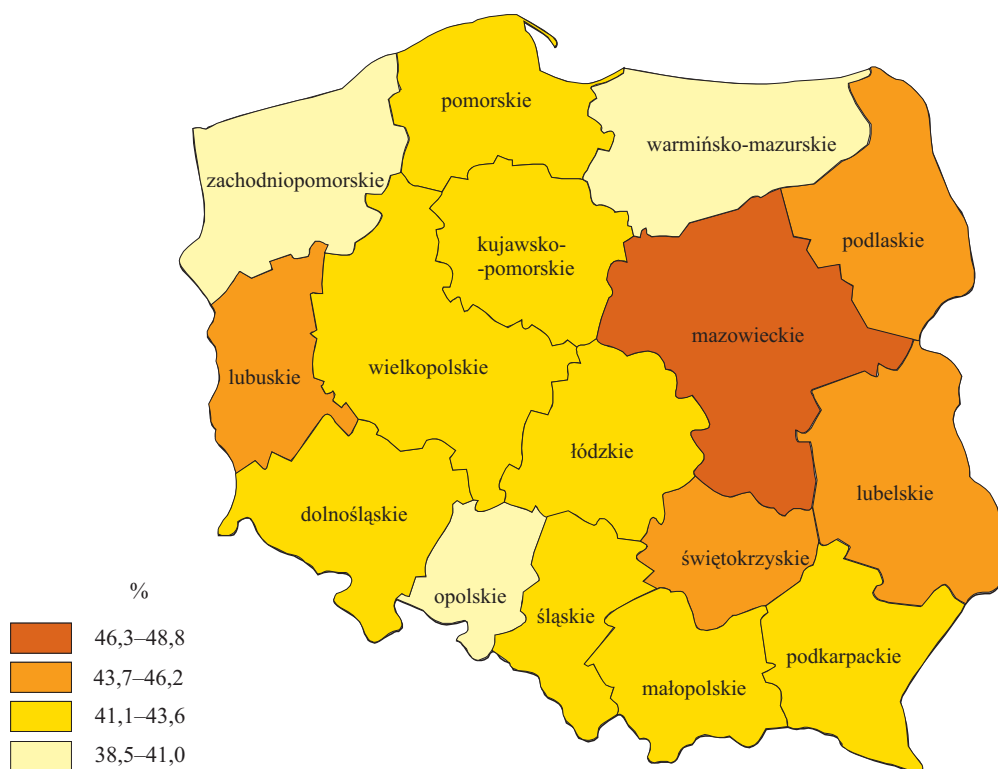 pomorskie
warmińsko-mazurskie
zachodniopomorskie
podlaskie
kujawsko-
-pomorskie
mazowieckie
wielkopolskie
lubuskie
łódzkie
lubelskie
dolnośląskie
świętokrzyskie
opolskie
śląskie
podkarpackie
małopolskie
%
46,3–48,8
43,7–46,2
41,1–43,6
38,5–41,0